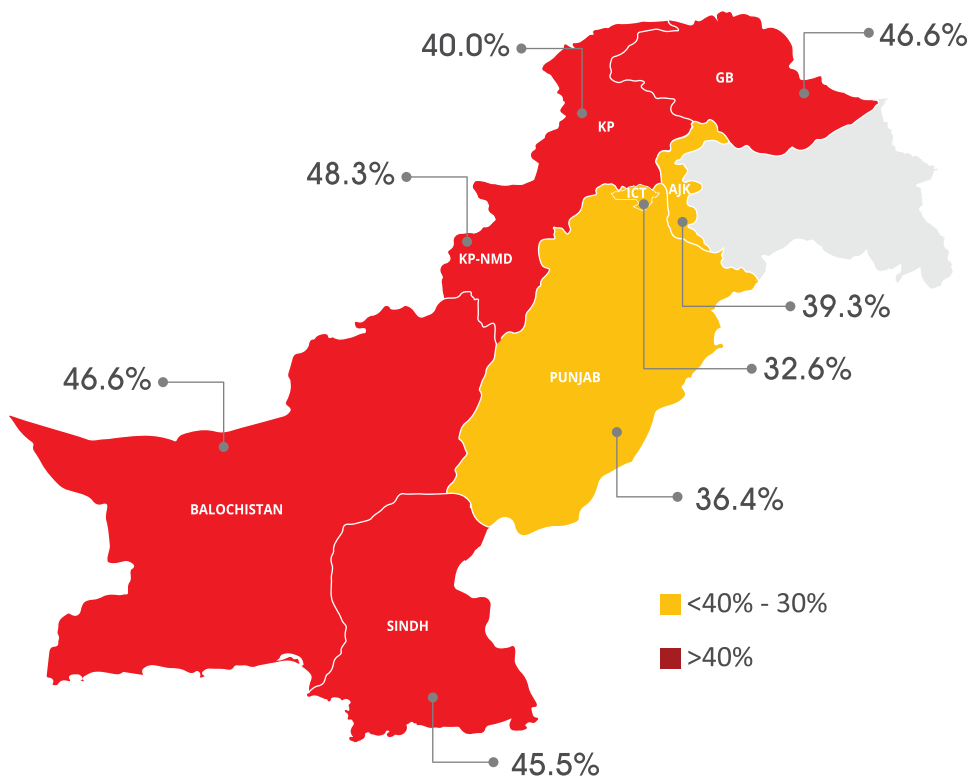 46.6%
40.0%
GB
KP
48.3%
ICT
AJK
KP-NMD
39.3%
32.6%
46.6%
PUNJAB
36.4%
BALOCHISTAN
<40% - 30%
SINDH
>40%
45.5%